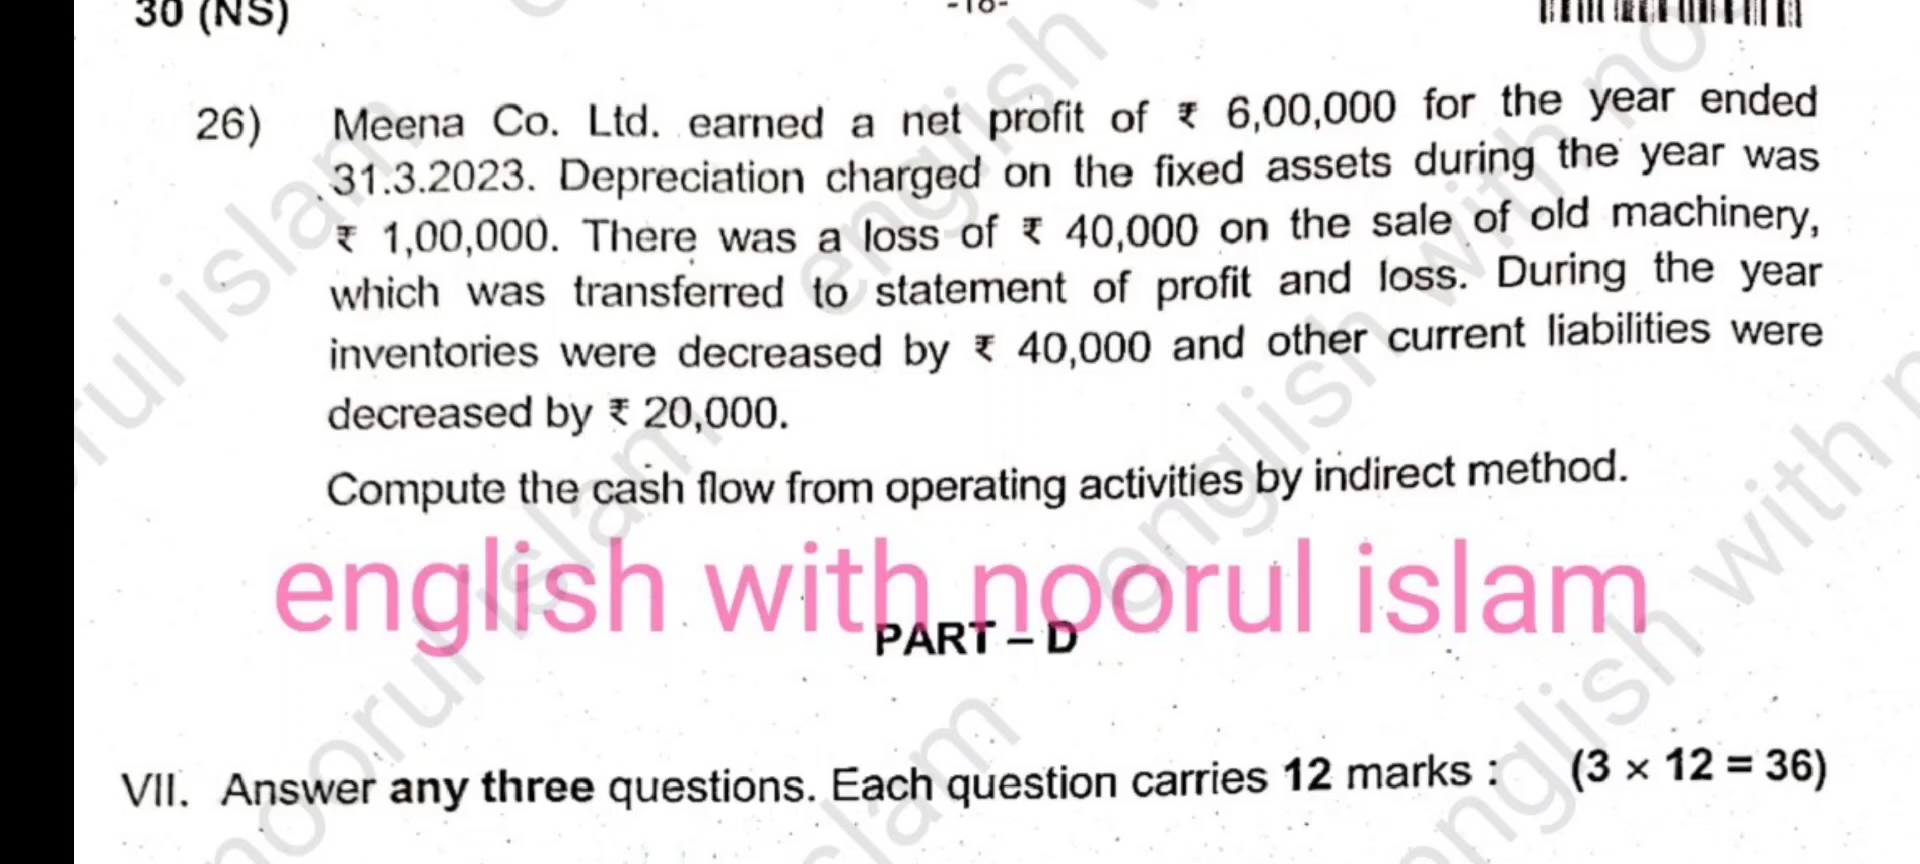 30 (NS)
-18-
26) Meena Co. Ltd. earned a net profit of ₹ 6,00,000 for the year ended
31.3.2023. Depreciation charged on the fixed assets during the year was
₹ 1,00,000. There was a loss of ₹ 40,000 on the sale of old machinery,
which was transferred to statement of profit and loss. During the year
inventories were decreased by ₹ 40,000 and other current liabilities were
decreased by ₹ 20,000.
Compute the cash flow from operating activities by indirect method.
english with noorul islam
PART – D
VII. Answer any three questions. Each question carries 12 marks : (3 × 12 = 36)